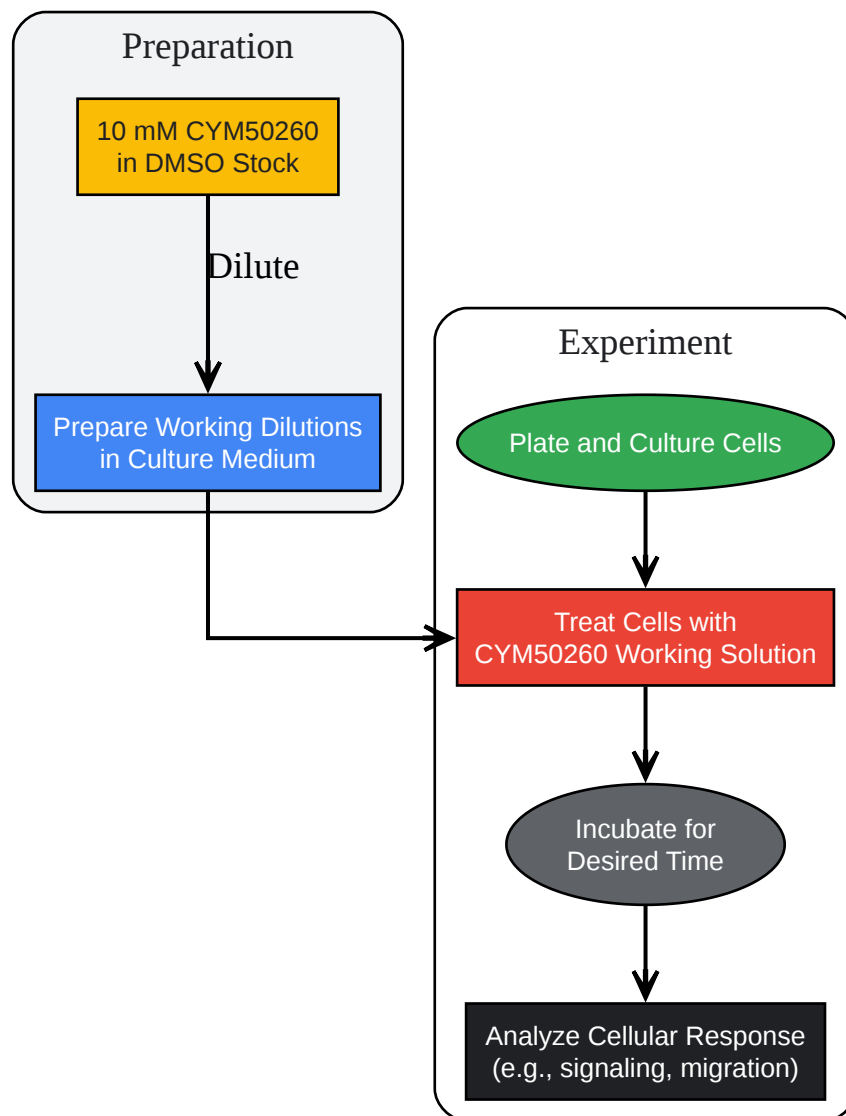 Preparation
10 mM CYM50260
in DMSO Stock
Dilute
Prepare Working Dilutions
in Culture Medium
Experiment
Plate and Culture Cells
Treat Cells with
CYM50260 Working Solution
Incubate for
Desired Time
Analyze Cellular Response
(e.g., signaling, migration)